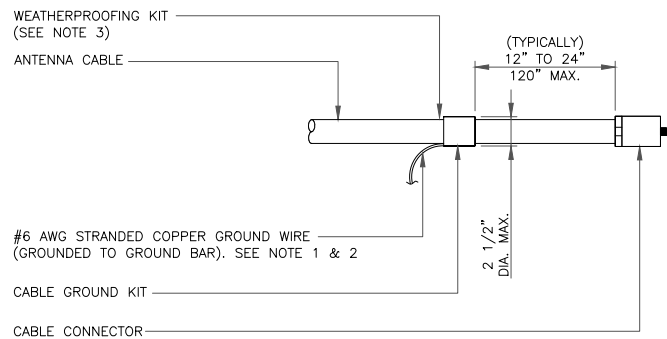 WEATHERPROOFING KIT
(SEE NOTE 3)
ANTENNA CABLE
(TYPICALLY)
12" TO 24"
120" MAX.
2 1/2"
DIA. MAX.
#6 AWG STRANDED COPPER GROUND WIRE
(GROUNDED TO GROUND BAR). SEE NOTE 1 & 2
CABLE GROUND KIT
CABLE CONNECTOR